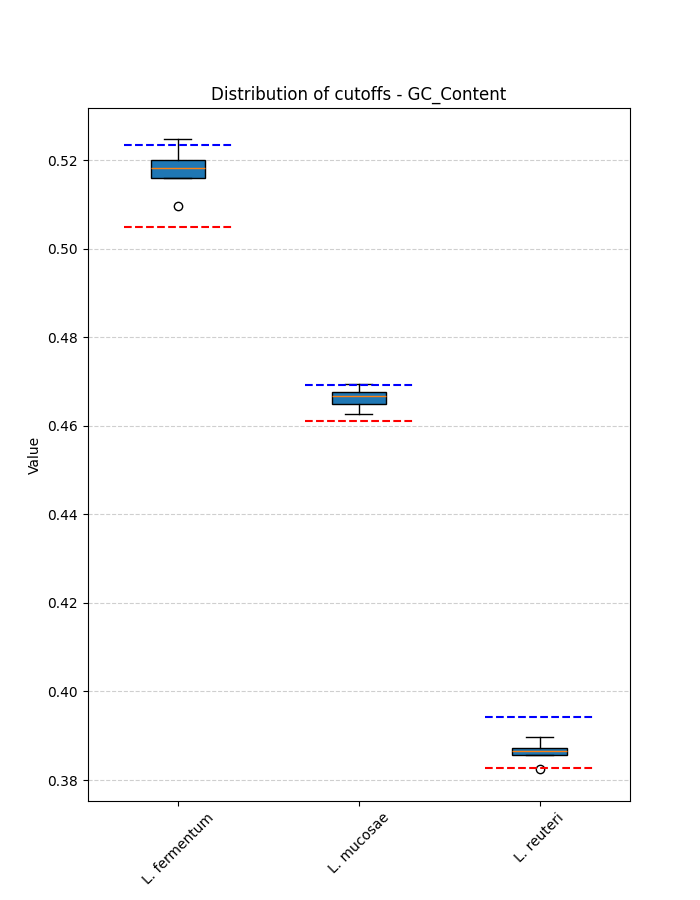 Distribution of cutoffs - GC_Content
Value
0.52
0.50
0.48
0.46
0.44
0.42
0.40
0.38
L. fermentum
L. mucosae
L. reuteri